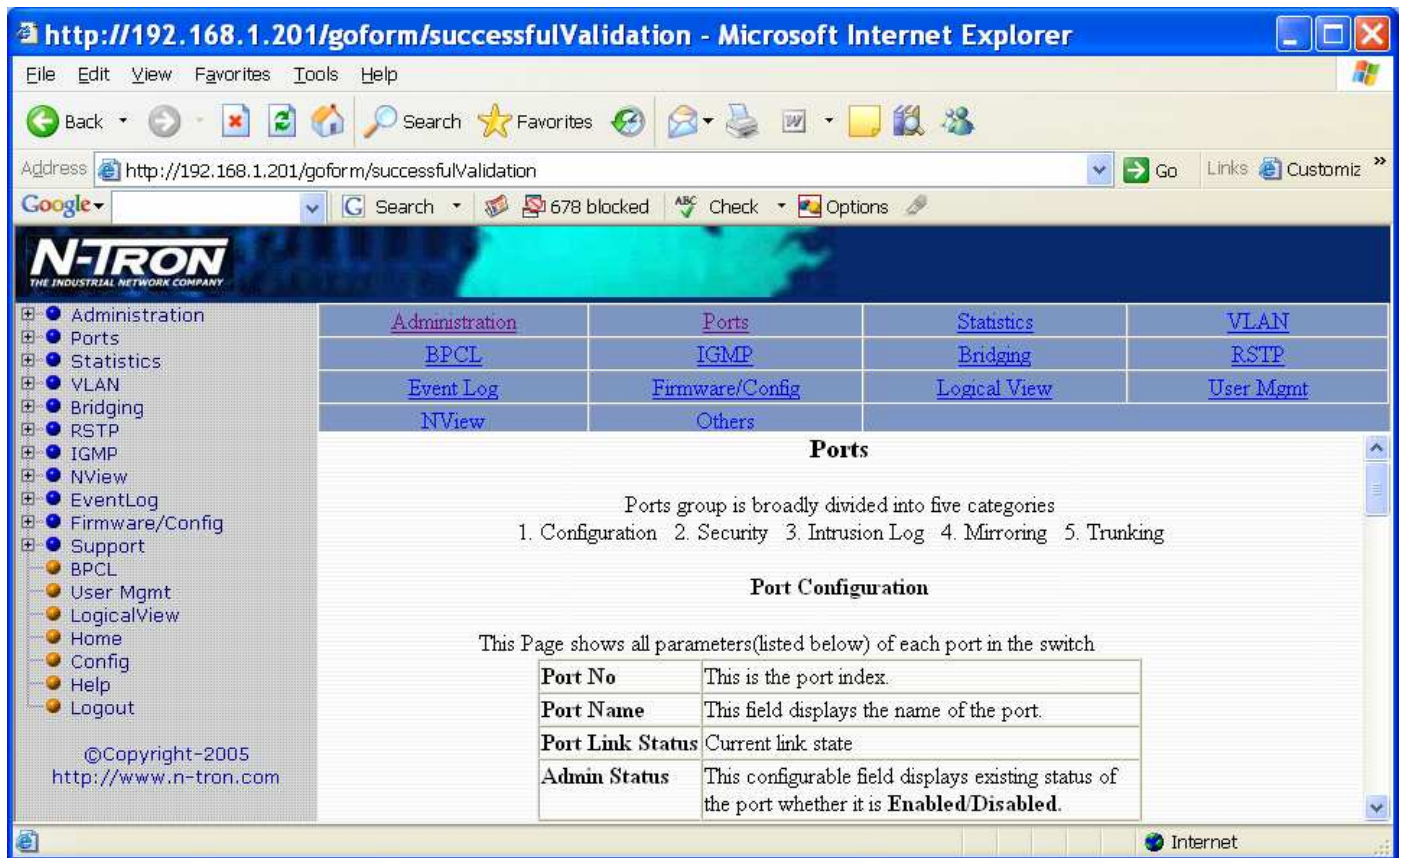 http://192.168.1.201/goform/successfulValidation - Microsoft Internet Explorer
File Edit View Favorites Tools Help
Back Search Favorites
Address http://192.168.1.201/goform/successfulValidation Go Links Customiz »
Google Search 678 blocked ABC Check Options
N-TRON
THE INDUSTRIAL NETWORK COMPANY
Administration
Ports
Statistics
VLAN
Bridging
RSTP
IGMP
NView
EventLog
Firmware/Config
Support
BPCL
User Mgmt
LogicalView
Home
Config
Help
Logout
©Copyright-2005
http://www.n-tron.com
Administration Ports Statistics VLAN
BPCL IGMP Bridging RSTP
Event Log Firmware/Config Logical View User Mgmt
NView Others
Ports
Ports group is broadly divided into five categories
1. Configuration 2. Security 3. Intrusion Log 4. Mirroring 5. Trunking
Port Configuration
This Page shows all parameters(listed below) of each port in the switch
Port No This is the port index.
Port Name This field displays the name of the port.
Port Link Status Current link state
Admin Status This configurable field displays existing status of
the port whether it is Enabled/Disabled.
Internet